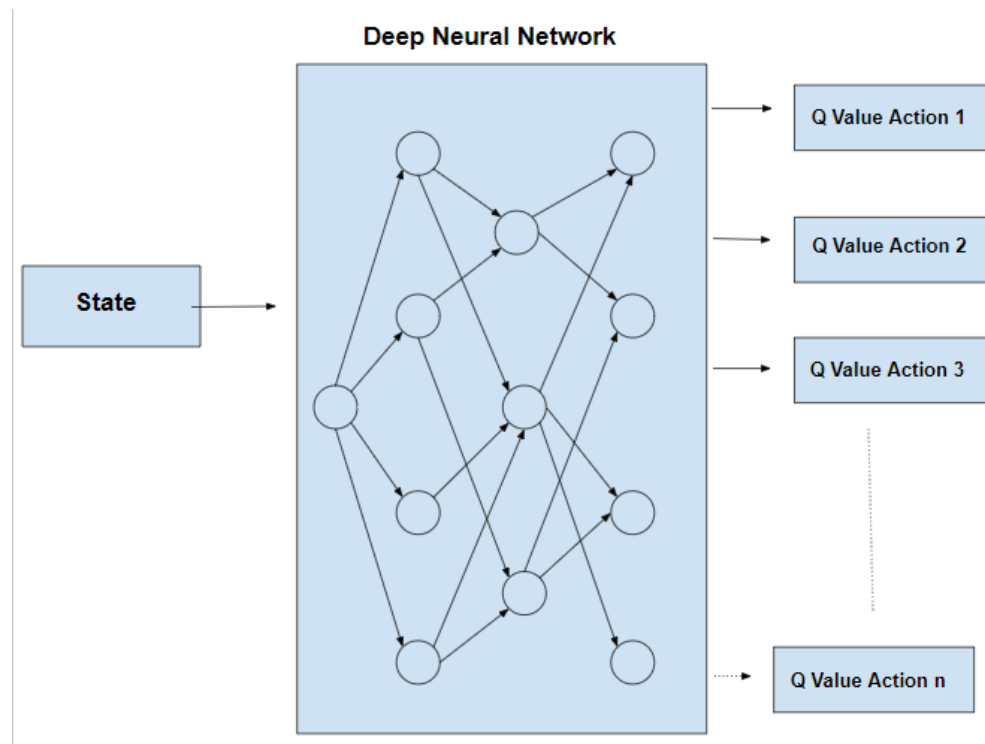 Deep Neural Network
Q Value Action 1
Q Value Action 2
State
Q Value Action 3
Q Value Action n